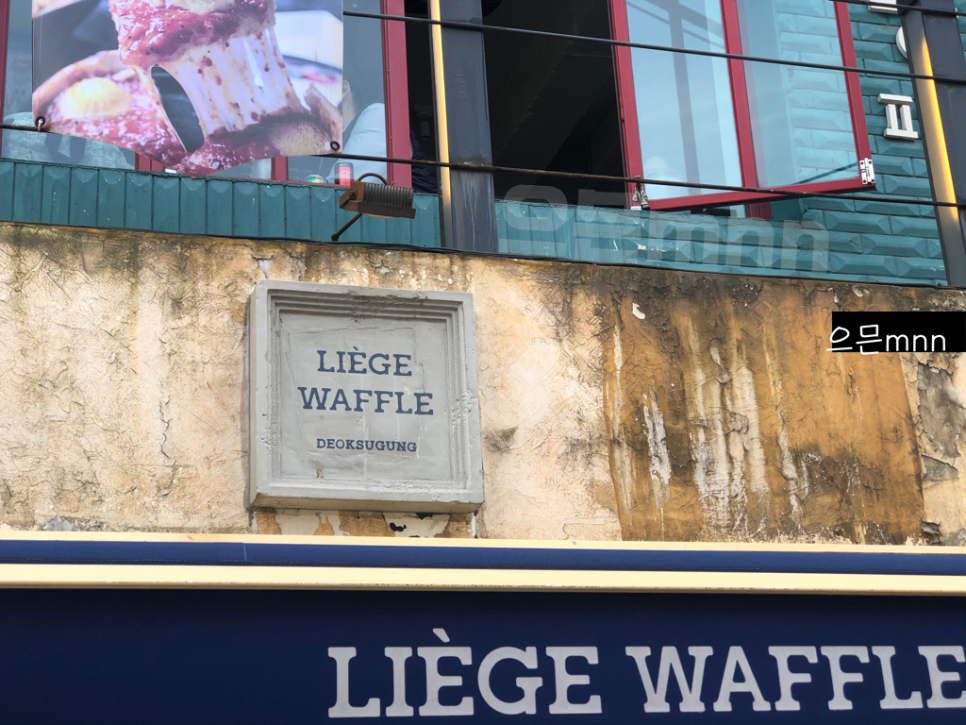 LIÈGE
WAFFLE
DEOKSUGUNG
으믄mnn
LIÈGE WAFFLE